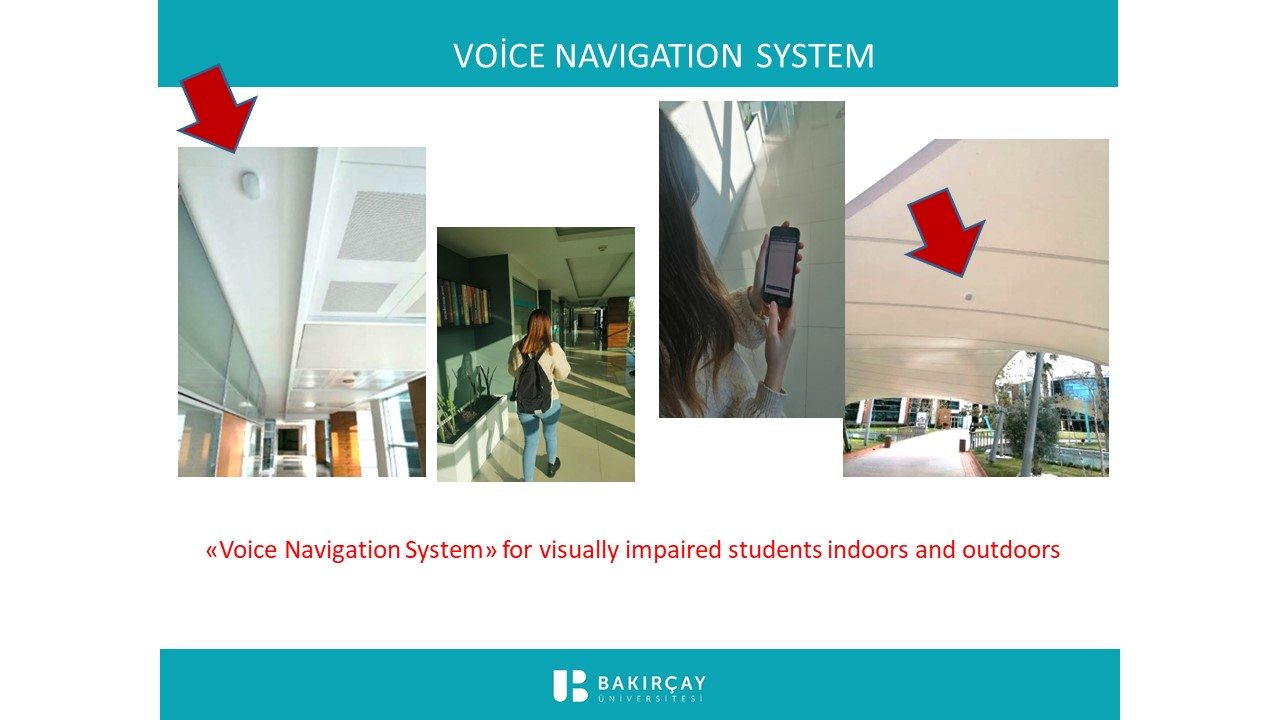 VOİCE NAVIGATION SYSTEM
«Voice Navigation System» for visually impaired students indoors and outdoors
BAKIRÇAY
ÜNİVERSİTESİ